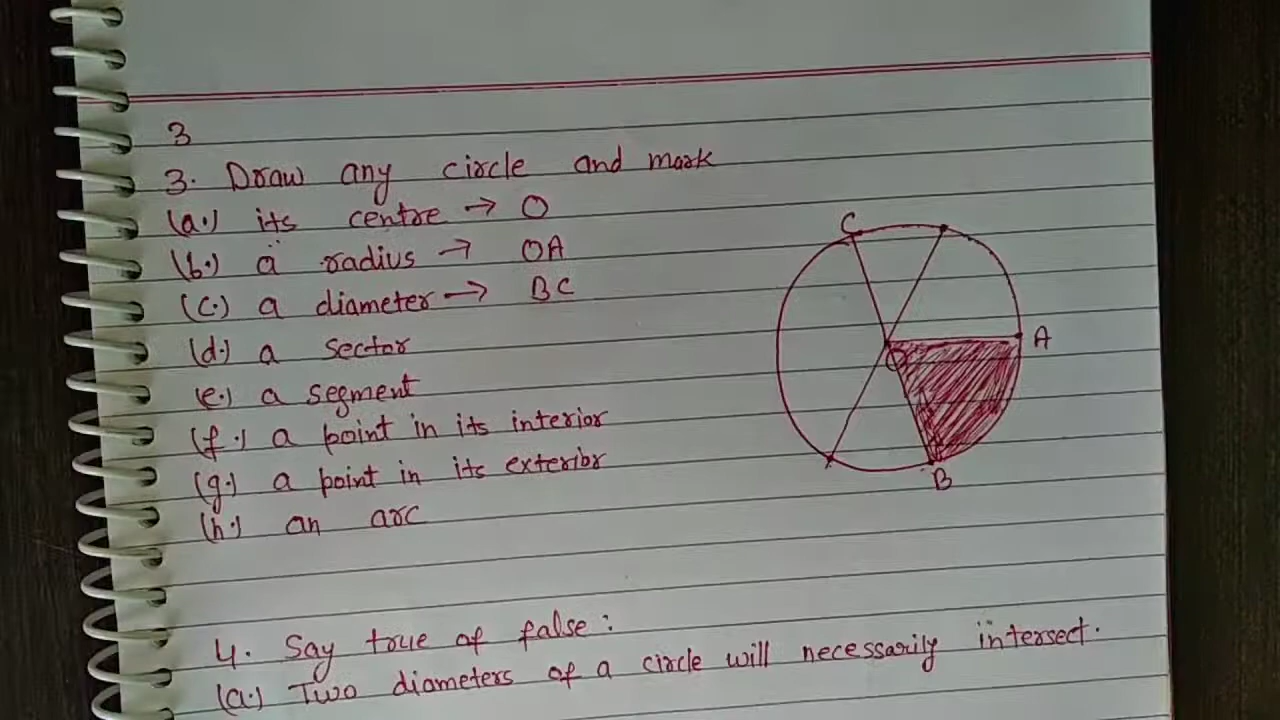 3
3. Draw any circle and mark
(a.) its centre → O
(b.) a radius → OA
(c.) a diameter → BC
(d.) a sector
(e.) a segment
(f.) a point in its interior
(g.) a point in its exterior
(h.) an arc
C
A
O
B
4. Say true of false:
(a.) Two diameters of a circle will necessarily intersect.